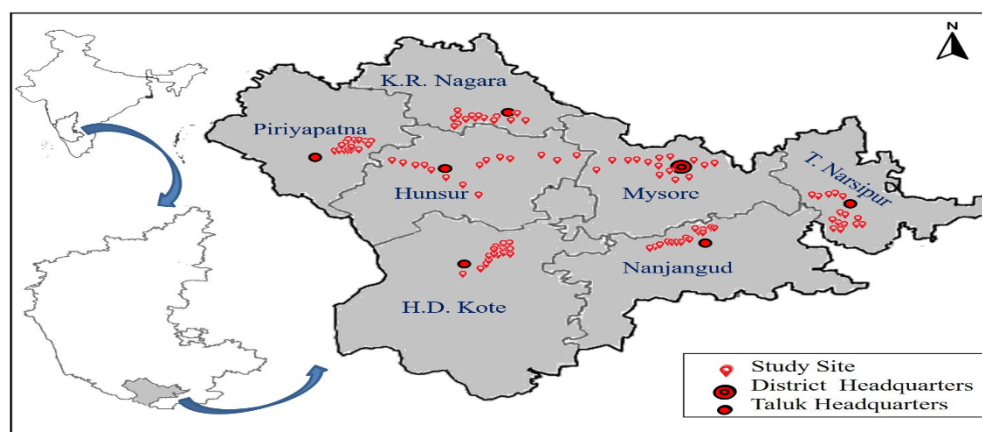 N
K.R. Nagara
Piriyapatna
Hunsur
Mysore
T. Narsipur
Nanjangud
H.D. Kote
Study Site
District Headquarters
Taluk Headquarters